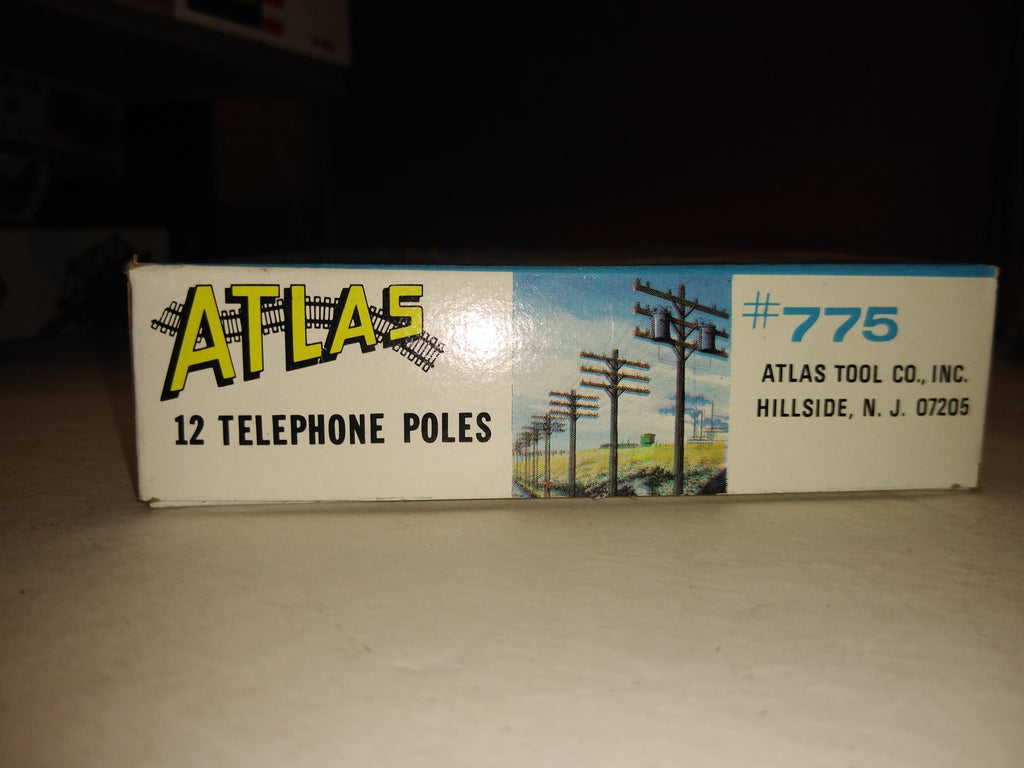 ATLAS
12 TELEPHONE POLES
#775
ATLAS TOOL CO., INC.
HILLSIDE, N. J. 07205